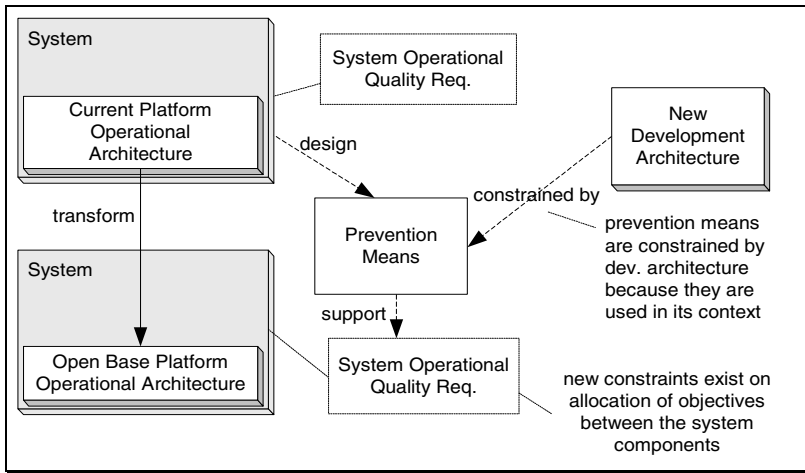 System
System Operational
Quality Req.
Current Platform
Operational
Architecture
New
Development
Architecture
design
constrained by
transform
Prevention
Means
prevention means
are constrained by
dev. architecture
because they are
used in its context
System
support
Open Base Platform
Operational Architecture
System Operational
Quality Req.
new constraints exist on
allocation of objectives
between the system
components